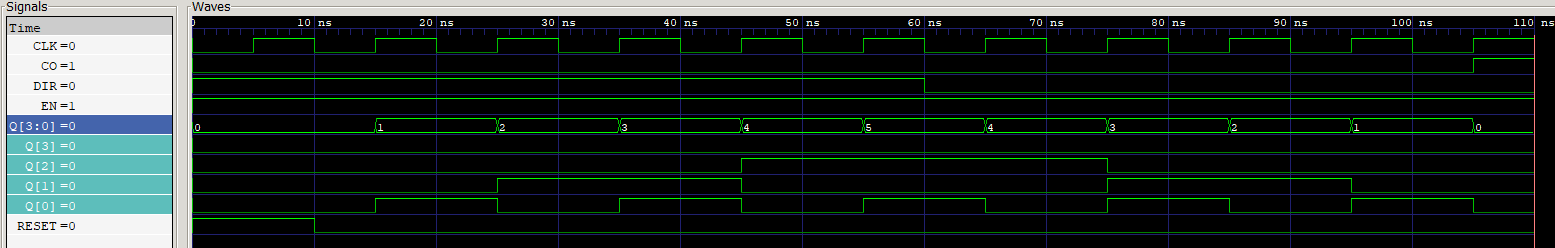 Signals Waves
Time
0 10 ns 20 ns 30 ns 40 ns 50 ns 60 ns 70 ns 80 ns 90 ns 100 ns 110 ns
CLK=0
CO=1
DIR=0
EN=1
Q[3:0]=0 0 1 2 3 4 5 4 3 2 1 0
Q[3]=0
Q[2]=0
Q[1]=0
Q[0]=0
RESET=0